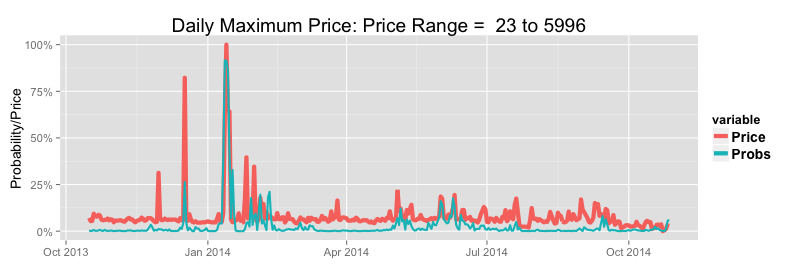 Daily Maximum Price: Price Range =  23 to 5996
100%
75%
50%
25%
0%
Probability/Price
Oct 2013
Jan 2014
Apr 2014
Jul 2014
Oct 2014
variable
Price
Probs